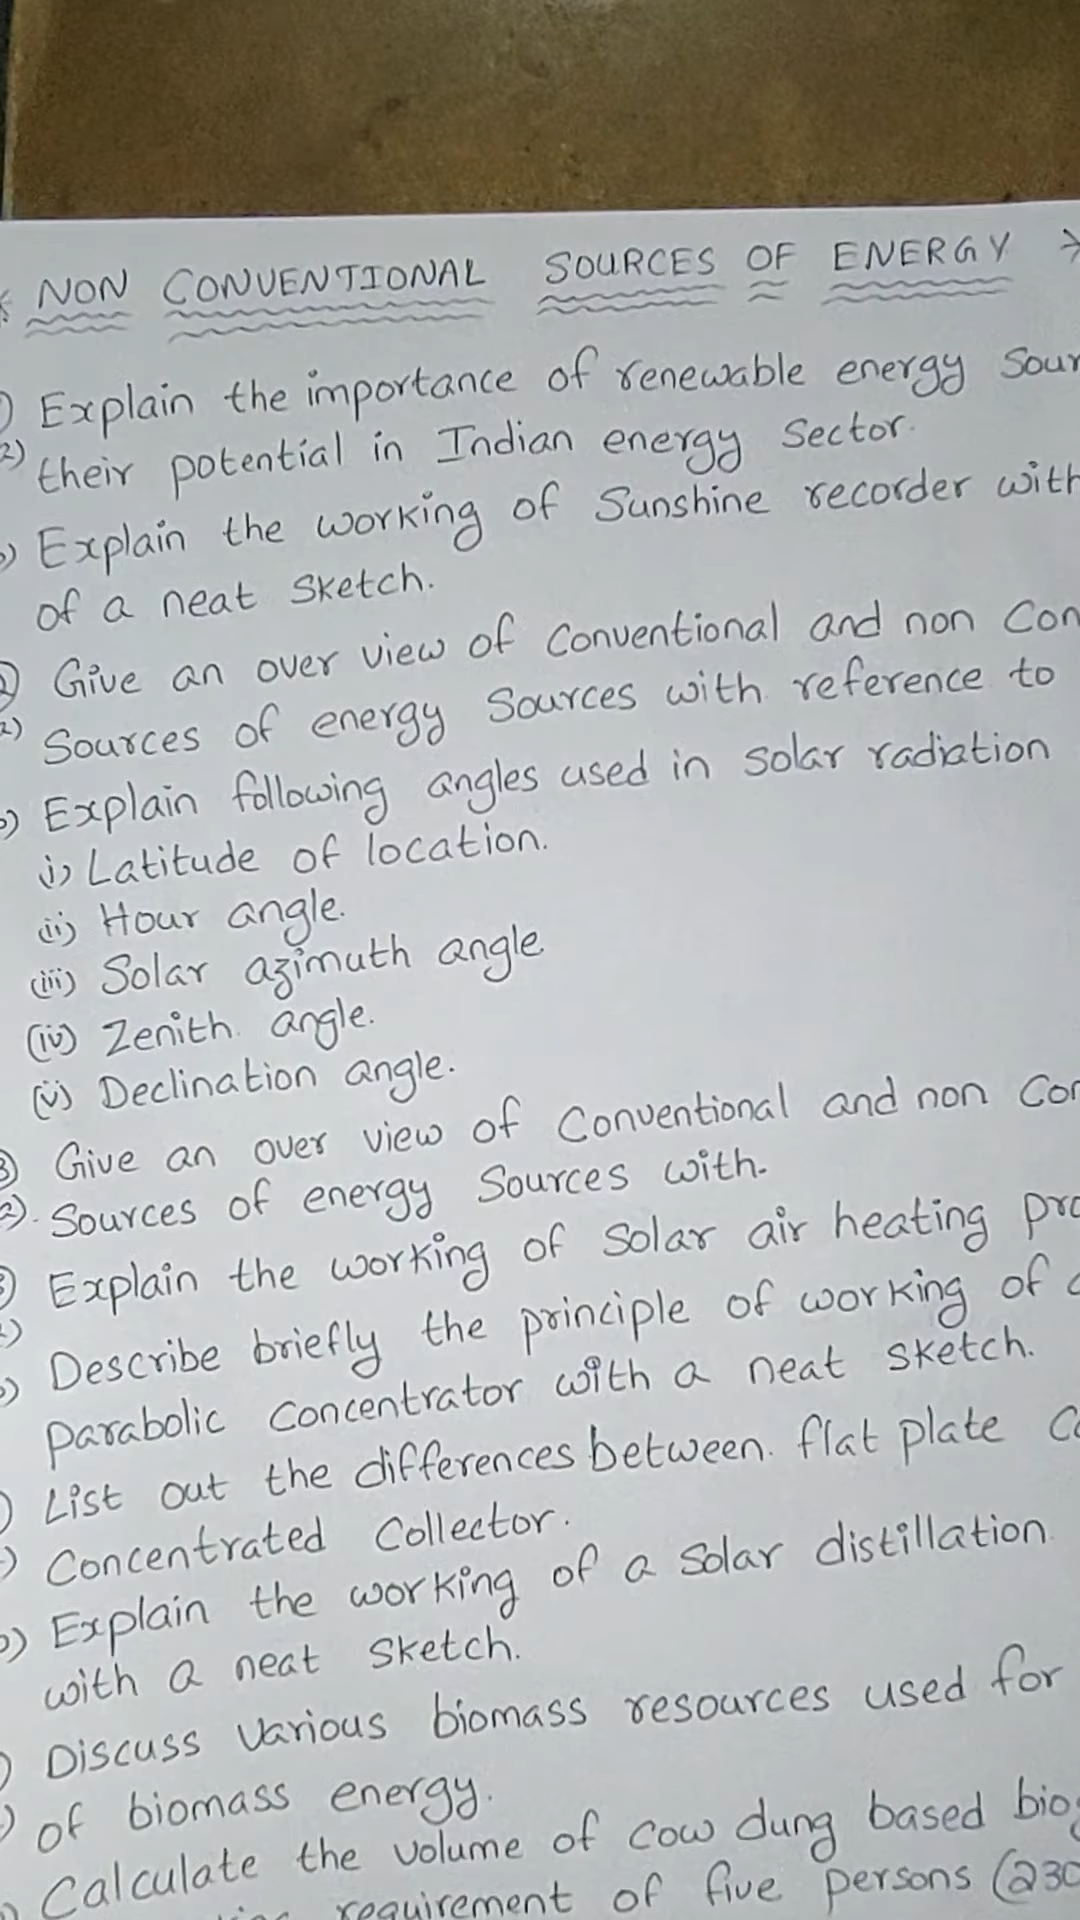 NON CONVENTIONAL SOURCES OF ENERGY
Explain the importance of renewable energy
2) their potential in Indian energy Sector.
Explain the working of Sunshine recorder with
of a neat Sketch.
Give an over view of Conventional and non
Sources of energy Sources with reference to
Explain following angles used in solar radiation
i) Latitude of location.
(ii) Hour angle.
(iii) Solar azimuth angle
(iv) Zenith angle.
(v) Declination angle.
Give an over view of Conventional and non
Sources of energy Sources with.
Explain the working of Solar air heating
Describe briefly the principle of working of
parabolic Concentrator with a neat sketch.
List out the differences between. flat plate
Concentrated Collector.
Explain the working of a Solar distillation
with a neat Sketch.
Discuss various biomass resources used for
of biomass energy.
Calculate the volume of cow dung based
requirement of five persons